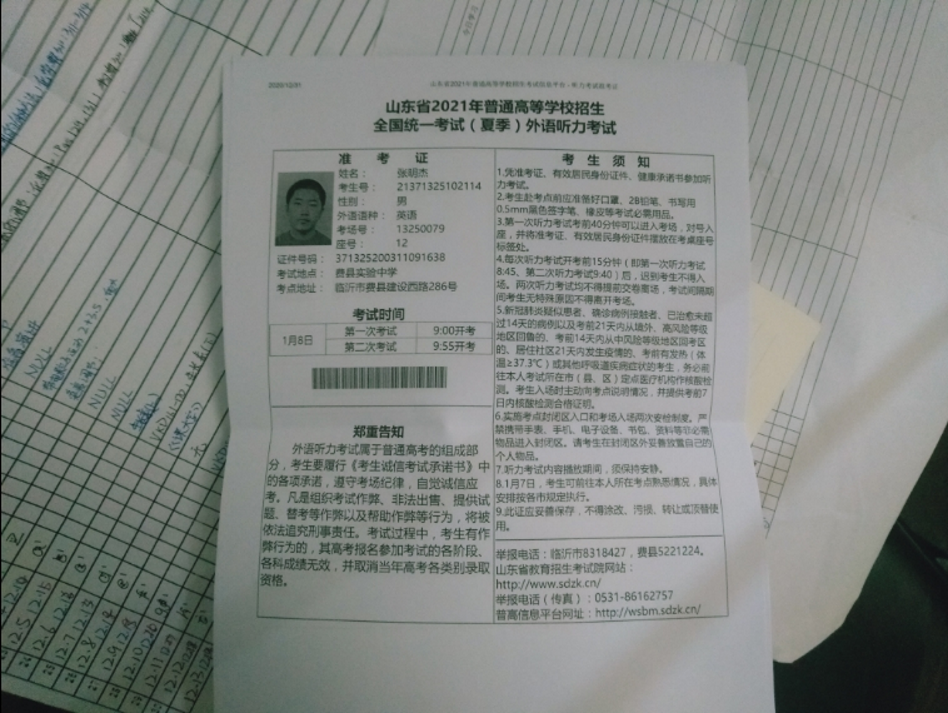 2020/12/31
山东省2021年普通高等学校招生考试信息平台 - 听力考试准考证
山东省2021年普通高等学校招生
全国统一考试（夏季）外语听力考试
准 考 证
姓名： 张明杰
考生号： 21371325102114
性别： 男
外语语种： 英语
考场号： 13250079
座号： 12
证件号码： 371325200311091638
考试地点： 费县实验中学
考点地址： 临沂市费县建设西路286号
考试时间
1月8日
第一次考试 9:00开考
第二次考试 9:55开考
郑重告知
外语听力考试属于普通高考的组成部
分，考生要履行《考生诚信考试承诺书》中
的各项承诺，遵守考场纪律，自觉诚信应
考。凡是组织考试作弊、非法出售、提供试
题、替考等作弊以及帮助作弊等行为，将被
依法追究刑事责任。考试过程中，考生有作
弊行为的，其高考报名参加考试的各阶段、
各科成绩无效，并取消当年高考各类别录取
资格。
考 生 须 知
1.凭准考证、有效居民身份证件、健康承诺书参加听
力考试。
2.考生赴考点前应准备好口罩、2B铅笔、书写用
0.5mm黑色签字笔、橡皮等考试必需用品。
3.第一次听力考试考前40分钟可以进入考场，对号入
座，并将准考证、有效居民身份证件摆放在考桌座号
标签处。
4.每次听力考试开考前15分钟（即第一次听力考试
8:45、第二次听力考试9:40）后，迟到考生不得入
场。两次听力考试均不得提前交卷离场，考试间隔期
间考生无特殊原因不得离开考场。
5.新冠肺炎疑似患者、确诊病例接触者、已治愈未超
过14天的病例以及考前21天内从境外、高风险等级
地区回鲁的、考前14天内从中风险等级地区回考区
的、居住社区21天内发生疫情的、考前有发热（体
温≥37.3℃）或其他呼吸道疾病症状的考生，务必前
往本人考试所在市（县、区）定点医疗机构作核酸检
测。考生入场时主动向考点说明情况，并提供考前7
日内核酸检测合格证明。
6.实施考点封闭区入口和考场入场两次安检制度。严
禁携带手表、手机、电子设备、书包、资料等非必需
物品进入封闭区。请考生在封闭区外妥善放置自己的
个人物品。
7.听力考试内容播放期间，须保持安静。
8.1月7日，考生可前往本人所在考点熟悉情况，具体
安排按各市规定执行。
9.此证应妥善保存，不得涂改、污损、转让或顶替使
用。
举报电话：临沂市8318427，费县5221224。
山东省教育招生考试院网站：
http://www.sdzk.cn/
举报电话（传真）：0531-86162757
普高信息平台网址：http://wsbm.sdzk.cn/
NULL
NULL
NULL